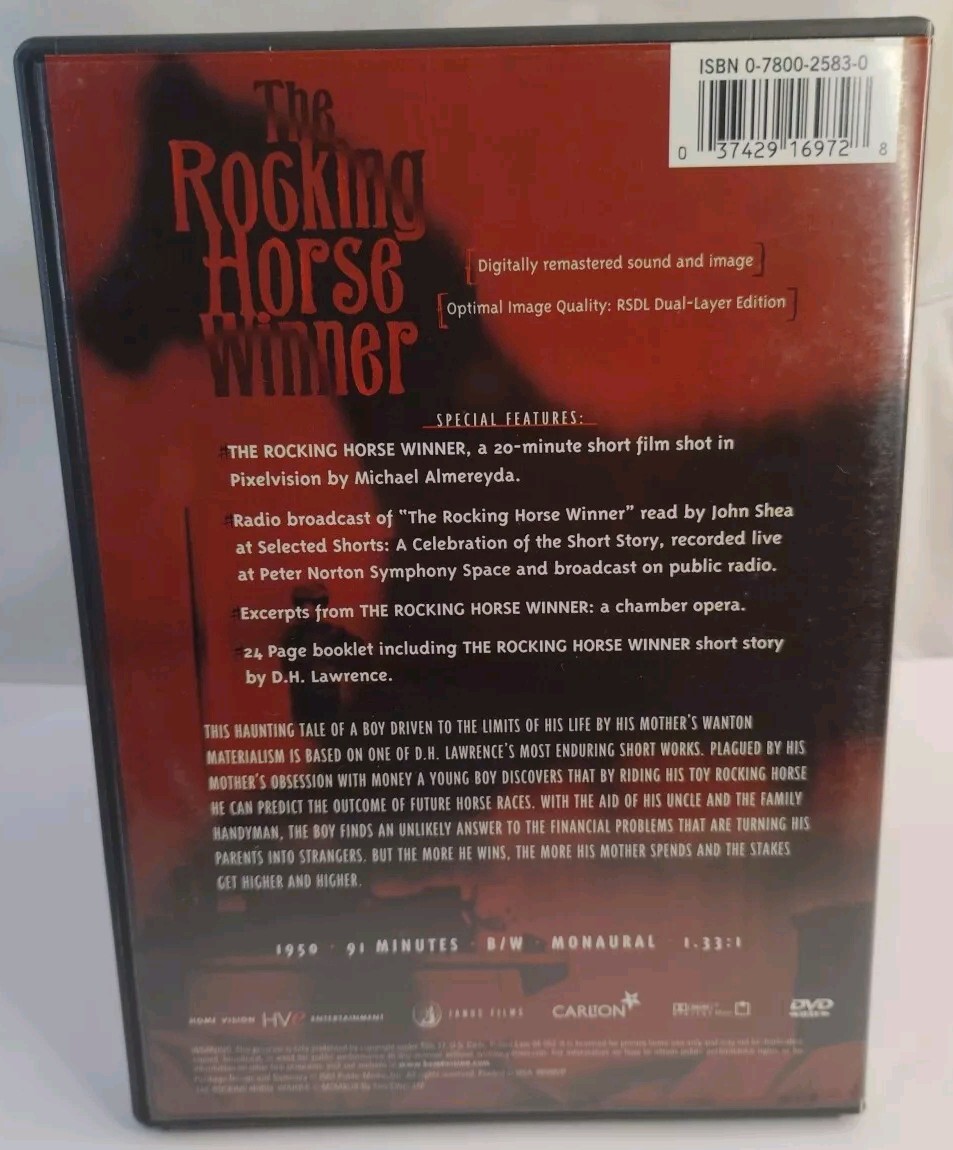 ISBN 0-7800-2583-0
0 37429 16972 8
The
Rocking
Horse
Winner
[Digitally remastered sound and image]
[Optimal Image Quality: RSDL Dual-Layer Edition]
SPECIAL FEATURES:
THE ROCKING HORSE WINNER, a 20-minute short film shot in
Pixelvision by Michael Almereyda.
Radio broadcast of "The Rocking Horse Winner" read by John Shea
at Selected Shorts: A Celebration of the Short Story, recorded live
at Peter Norton Symphony Space and broadcast on public radio.
Excerpts from THE ROCKING HORSE WINNER: a chamber opera.
24 Page booklet including THE ROCKING HORSE WINNER short story
by D.H. Lawrence.
THIS HAUNTING TALE OF A BOY DRIVEN TO THE LIMITS OF HIS LIFE BY HIS MOTHER'S WANTON
MATERIALISM IS BASED ON ONE OF D.H. LAWRENCE'S MOST ENDURING SHORT WORKS. PLAGUED BY HIS
MOTHER'S OBSESSION WITH MONEY A YOUNG BOY DISCOVERS THAT BY RIDING HIS TOY ROCKING HORSE
HE CAN PREDICT THE OUTCOME OF FUTURE HORSE RACES. WITH THE AID OF HIS UNCLE AND THE FAMILY
HANDYMAN, THE BOY FINDS AN UNLIKELY ANSWER TO THE FINANCIAL PROBLEMS THAT ARE TURNING HIS
PARENTS INTO STRANGERS. BUT THE MORE HE WINS, THE MORE HIS MOTHER SPENDS AND THE STAKES
GET HIGHER AND HIGHER.
1950 · 91 MINUTES · B/W · MONAURAL · 1.33:1
HOME VISION HVe ENTERTAINMENT JANUS FILMS CARLTON DVD